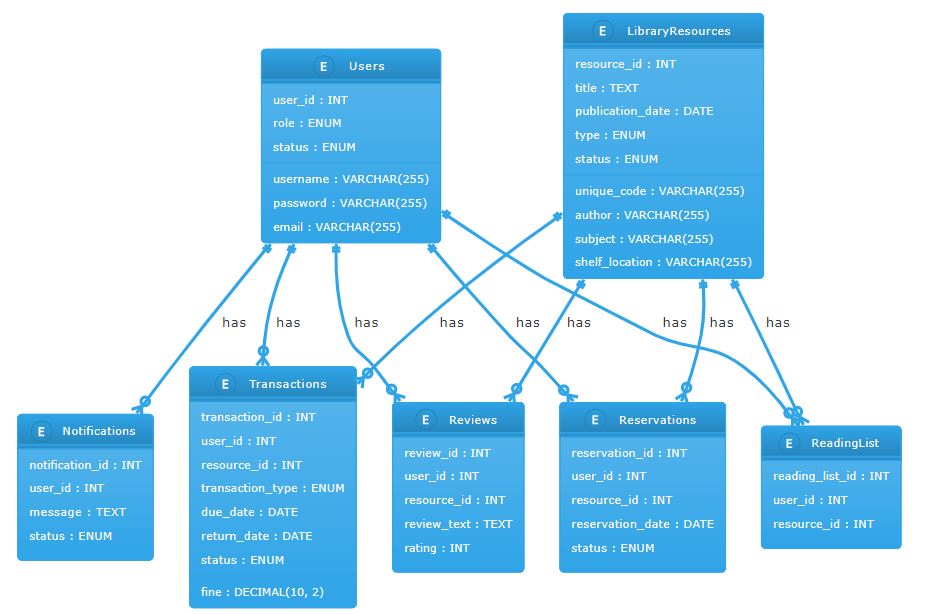 E Users
user_id : INT
role : ENUM
status : ENUM
username : VARCHAR(255)
password : VARCHAR(255)
email : VARCHAR(255)
E LibraryResources
resource_id : INT
title : TEXT
publication_date : DATE
type : ENUM
status : ENUM
unique_code : VARCHAR(255)
author : VARCHAR(255)
subject : VARCHAR(255)
shelf_location : VARCHAR(255)
has has has has has has has has has
E Notifications
notification_id : INT
user_id : INT
message : TEXT
status : ENUM
E Transactions
transaction_id : INT
user_id : INT
resource_id : INT
transaction_type : ENUM
due_date : DATE
return_date : DATE
status : ENUM
fine : DECIMAL(10, 2)
E Reviews
review_id : INT
user_id : INT
resource_id : INT
review_text : TEXT
rating : INT
E Reservations
reservation_id : INT
user_id : INT
resource_id : INT
reservation_date : DATE
status : ENUM
E ReadingList
reading_list_id : INT
user_id : INT
resource_id : INT